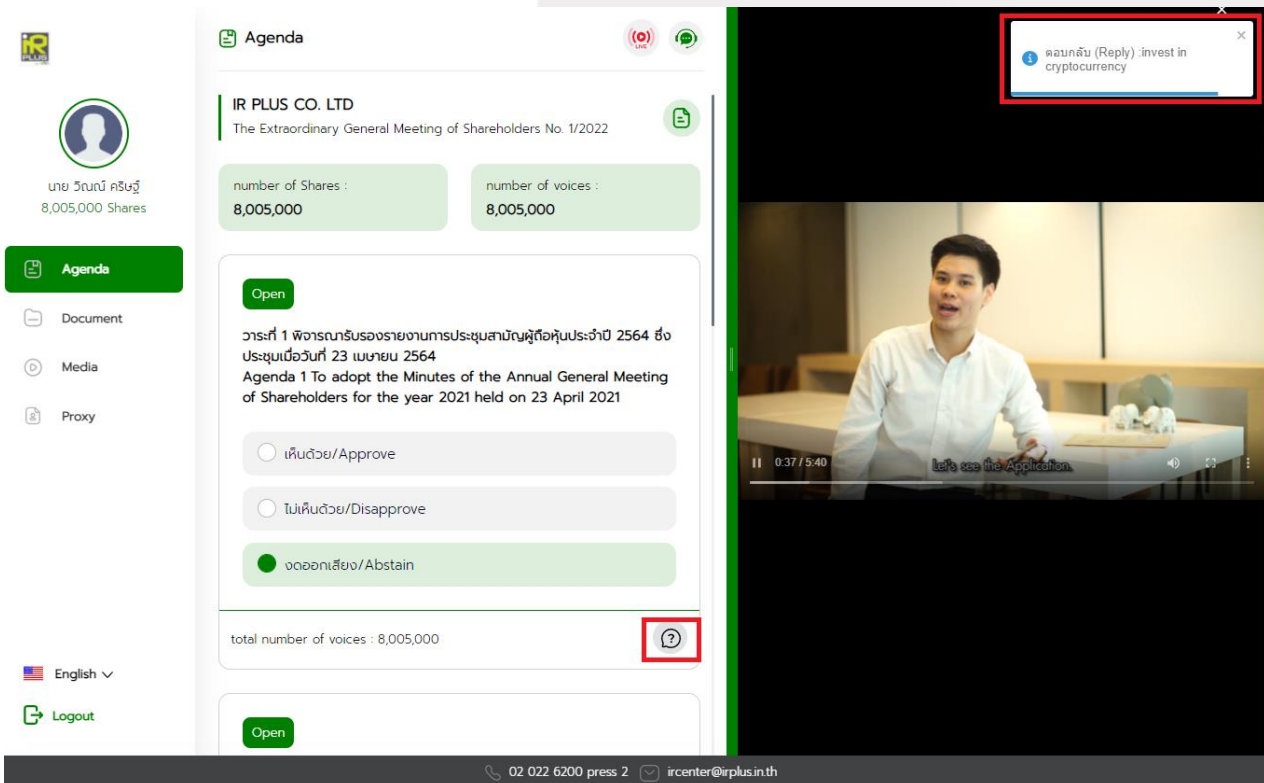 iR
PLUS
นาย วิณณ์ ศรีษฐ์
8,005,000 Shares
Agenda
Document
Media
Proxy
English
Logout
Agenda
LIVE
IR PLUS CO. LTD
The Extraordinary General Meeting of Shareholders No. 1/2022
number of Shares :
8,005,000
number of voices :
8,005,000
Open
วาระที่ 1 พิจารณารับรองรายงานการประชุมสามัญผู้ถือหุ้นประจำปี 2564 ซึ่ง
ประชุมเมื่อวันที่ 23 เมษายน 2564
Agenda 1 To adopt the Minutes of the Annual General Meeting
of Shareholders for the year 2021 held on 23 April 2021
เห็นด้วย/Approve
ไม่เห็นด้วย/Disapprove
งดออกเสียง/Abstain
total number of voices : 8,005,000
Open
ตอบกลับ (Reply) :invest in
cryptocurrency
0:37 / 5:40
Let's see the Application.
02 022 6200 press 2
ircenter@irplus.in.th